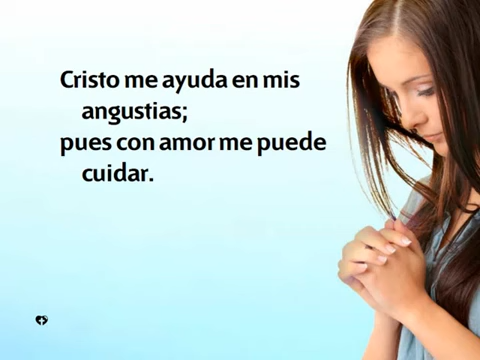 Cristo me ayuda en mis
angustias;
pues con amor me puede
cuidar.